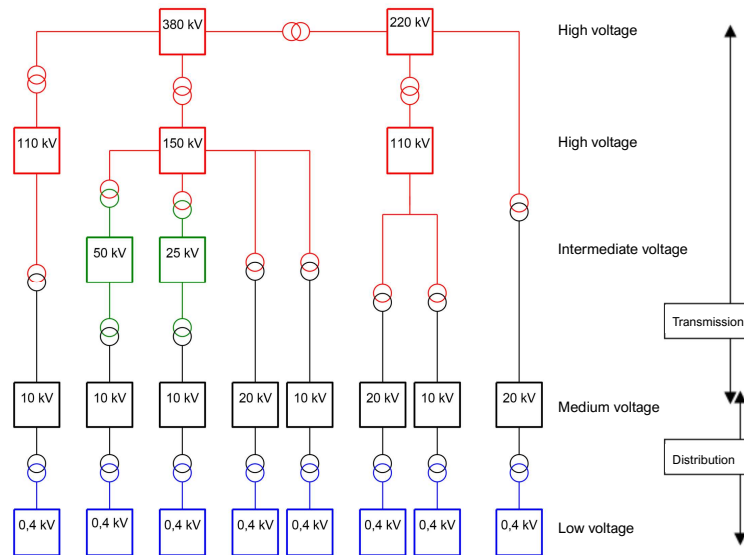 380 kV
220 kV
High voltage
110 kV
150 kV
110 kV
High voltage
50 kV
25 kV
Intermediate voltage
Transmission
10 kV
10 kV
10 kV
20 kV
10 kV
20 kV
10 kV
20 kV
Medium voltage
Distribution
0,4 kV
0,4 kV
0,4 kV
0,4 kV
0,4 kV
0,4 kV
0,4 kV
0,4 kV
Low voltage